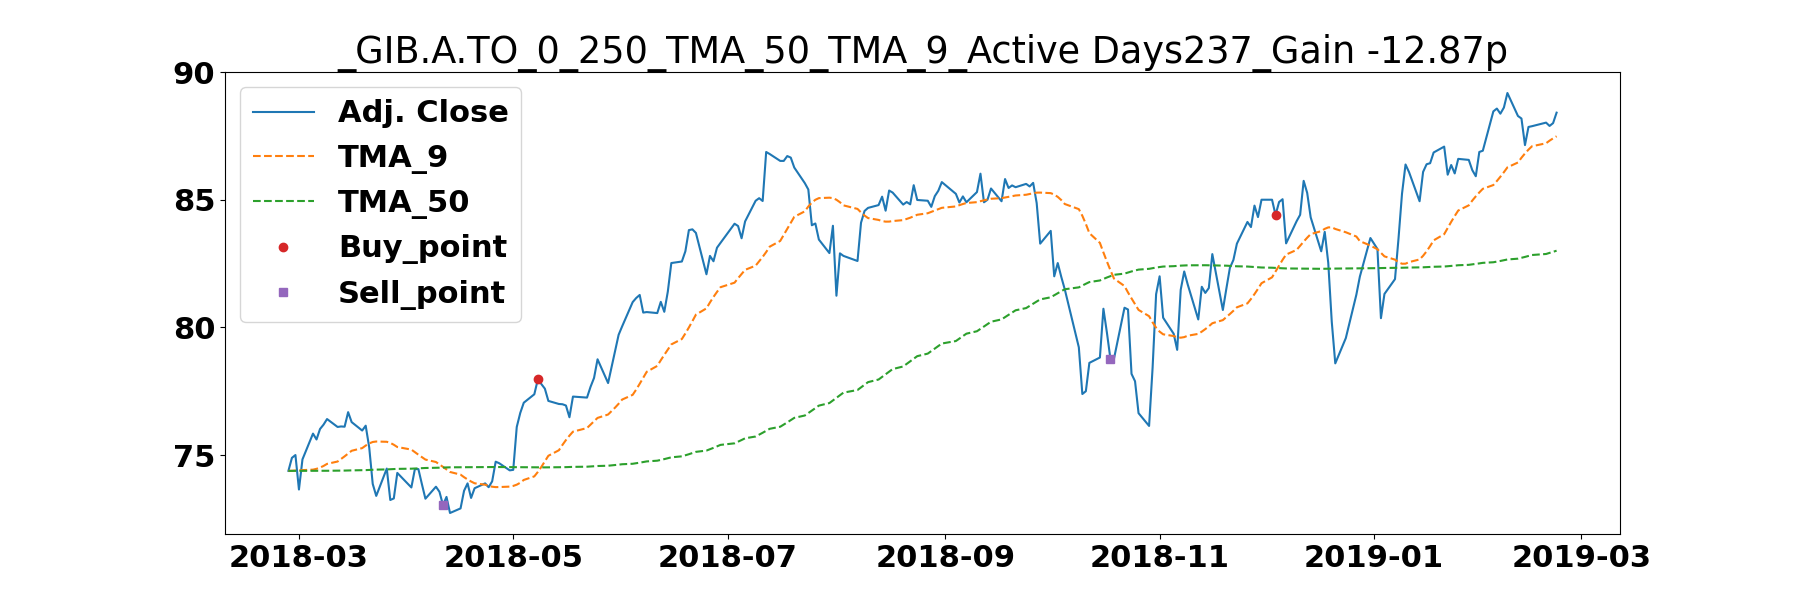 _GIB.A.TO_0_250_TMA_50_TMA_9_Active Days237_Gain -12.87p
90
85
80
75
Adj. Close
TMA_9
TMA_50
Buy_point
Sell_point
2018-03 2018-05 2018-07 2018-09 2018-11 2019-01 2019-03